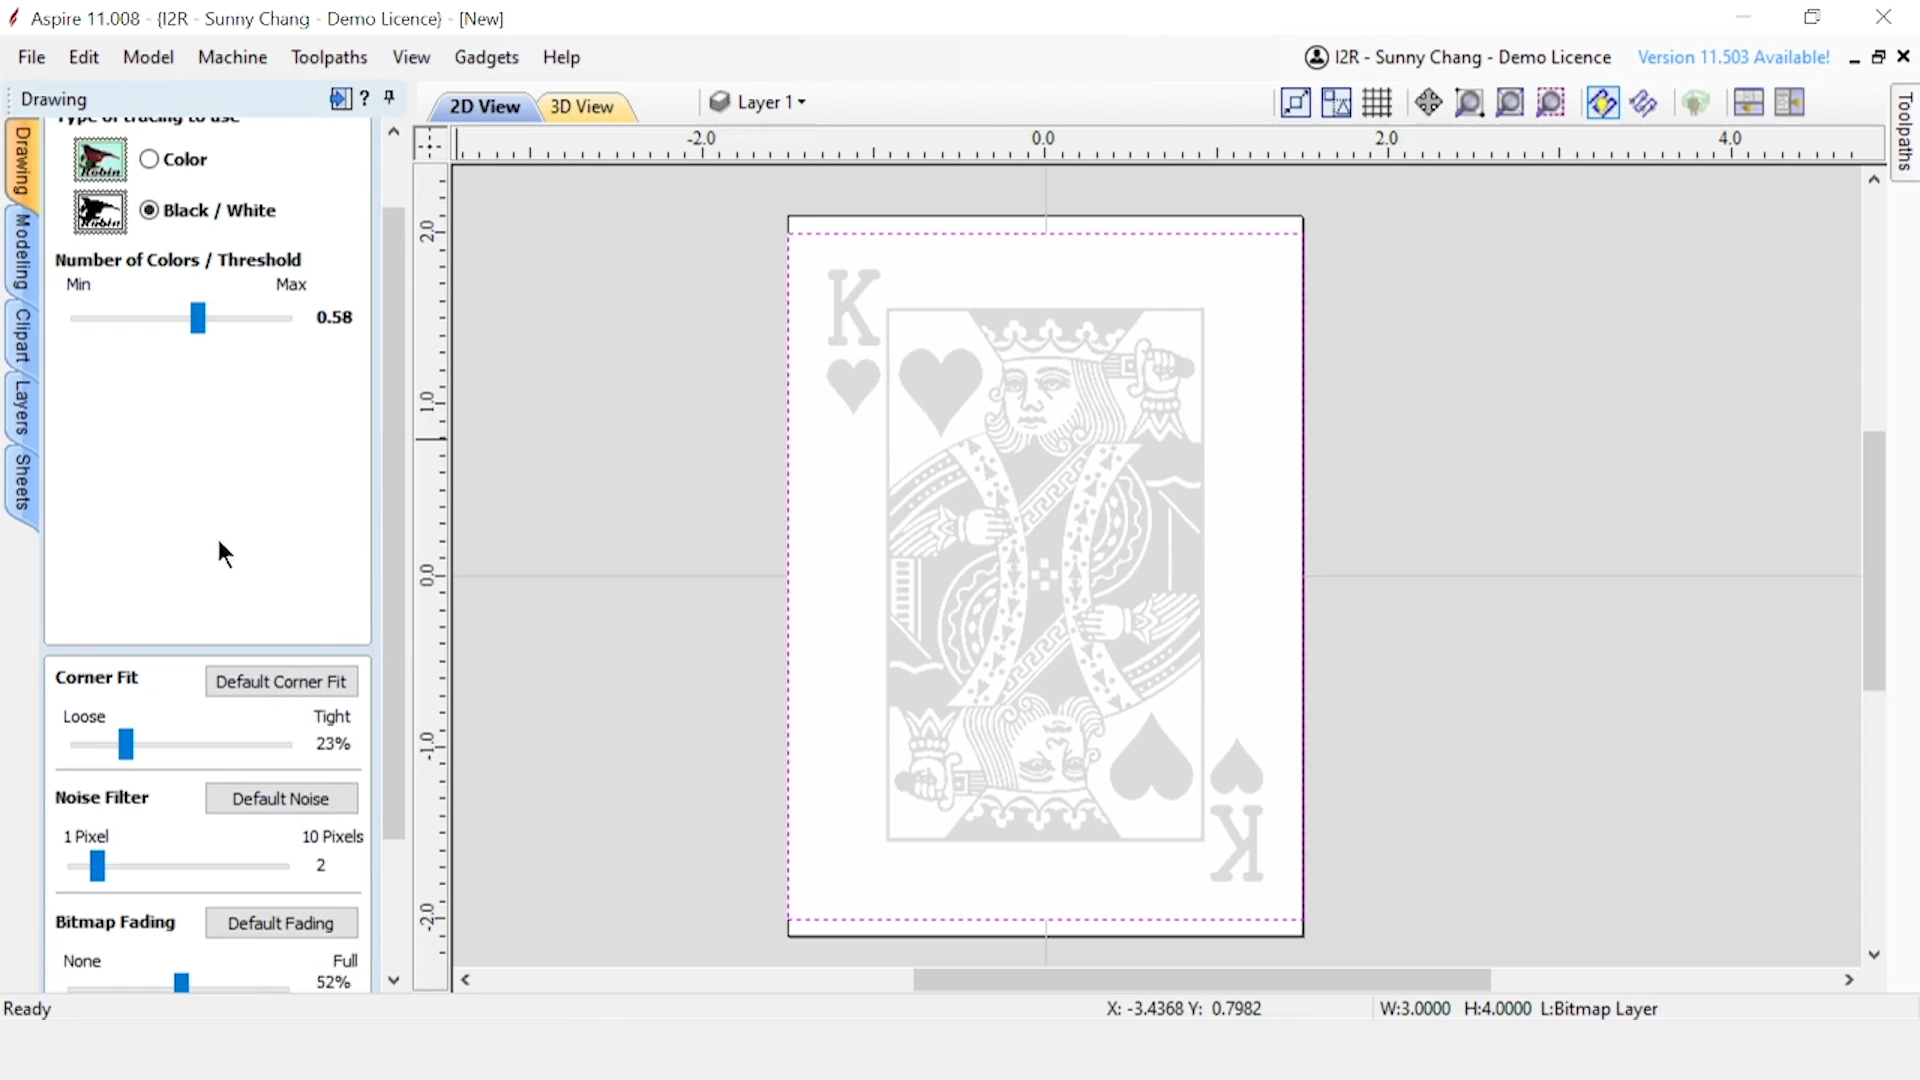 Aspire 11.008 - {I2R - Sunny Chang - Demo Licence} - [New]
File Edit Model Machine Toolpaths View Gadgets Help
I2R - Sunny Chang - Demo Licence Version 11.503 Available!
Drawing ?
2D View 3D View Layer 1
Toolpaths
Drawing
Modeling
Clipart
Layers
Sheets
Type of tracing to use
Color
Black / White
Number of Colors / Threshold
Min Max
0.58
Corner Fit Default Corner Fit
Loose Tight
23%
Noise Filter Default Noise
1 Pixel 10 Pixels
2
Bitmap Fading Default Fading
None Full
52%
-2.0 0.0 2.0 4.0
2.0
1.0
0.0
-1.0
-2.0
K
K
Ready X: -3.4368 Y: 0.7982 W:3.0000 H:4.0000 L:Bitmap Layer